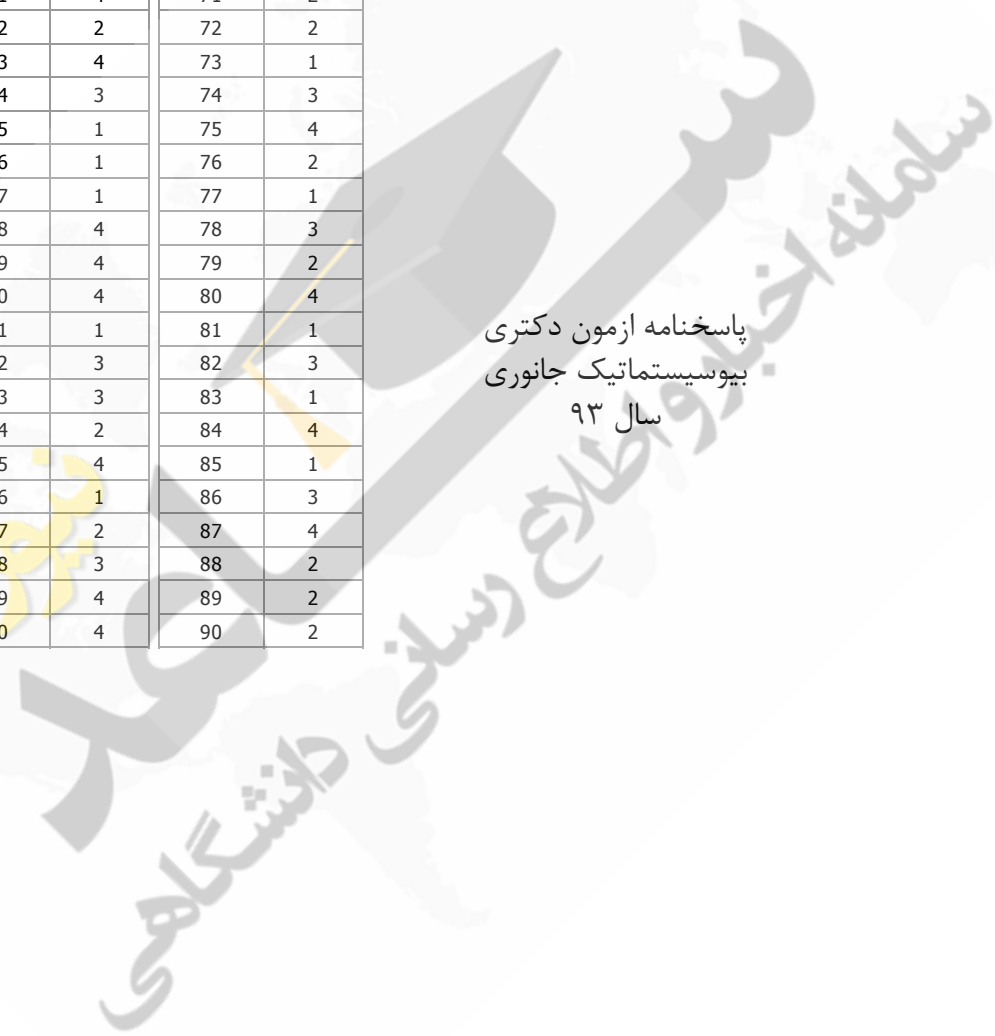 2 2 72 2
3 4 73 1
4 3 74 3
5 1 75 4
6 1 76 2
7 1 77 1
8 4 78 3
9 4 79 2
0 4 80 4
1 1 81 1
2 3 82 3
3 3 83 1
4 2 84 4
5 4 85 1
6 1 86 3
7 2 87 4
8 3 88 2
9 4 89 2
0 4 90 2
پاسخنامه ازمون دکتری
بیوسیستماتیک جانوری
سال ۹۳
سامانه اخبار و اطلاع رسانی دانشگاهی
ساعد
نیوز